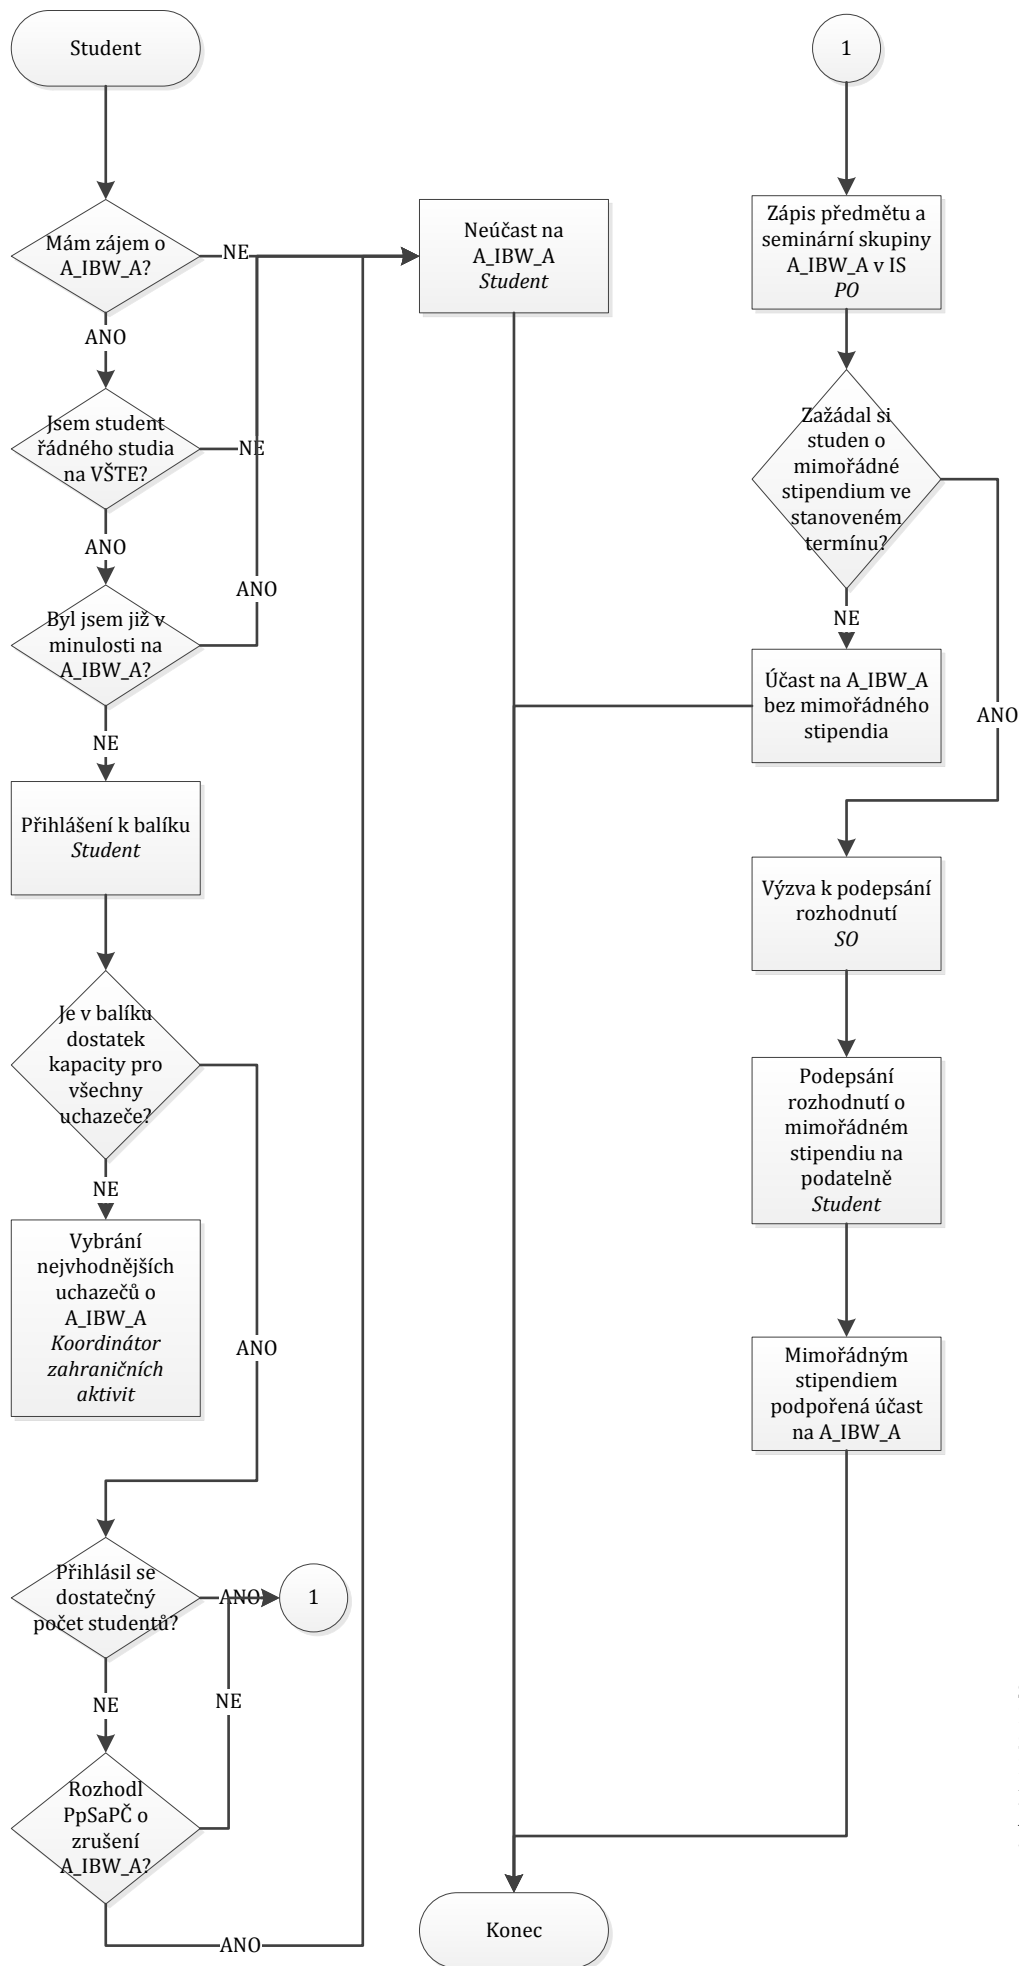 Student
Mám zájem o
A_IBW_A?
NE
ANO
Jsem student
řádného studia
na VŠTE?
NE
ANO
Byl jsem již v
minulosti na
A_IBW_A?
ANO
NE
Přihlášení k balíku
Student
Je v balíku
dostatek
kapacity pro
všechny
uchazeče?
NE
ANO
Vybrání
nejvhodnějších
uchazečů o
A_IBW_A
Koordinátor
zahraničních
aktivit
Přihlásil se
dostatečný
počet studentů?
ANO
1
NE
NE
Rozhodl
PpSaPČ o
zrušení
A_IBW_A?
ANO
Neúčast na
A_IBW_A
Student
Konec
1
Zápis předmětu a
seminární skupiny
A_IBW_A v IS
PO
Zažádal si
studen o
mimořádné
stipendium ve
stanoveném
termínu?
NE
ANO
Účast na A_IBW_A
bez mimořádného
stipendia
Výzva k podepsání
rozhodnutí
SO
Podepsání
rozhodnutí o
mimořádném
stipendiu na
podatelně
Student
Mimořádným
stipendiem
podpořená účast
na A_IBW_A